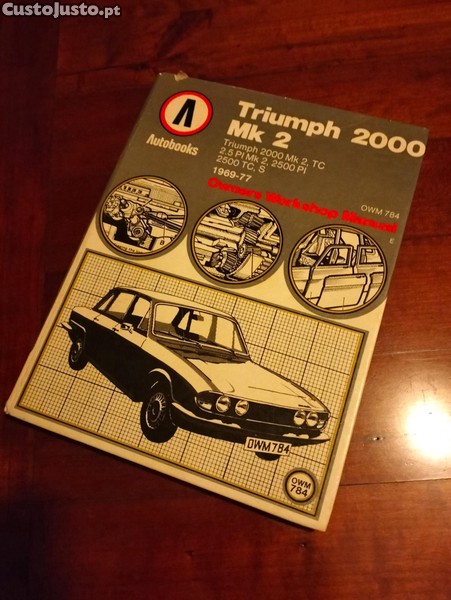 CustoJusto.pt
Autobooks
Triumph 2000
Mk 2
Triumph 2000 Mk 2, TC
2.5 PI Mk 2, 2500 PI
2500 TC, S
1969-77
OWM 784
Owners Workshop Manual
E
OWM 784
OWM
784